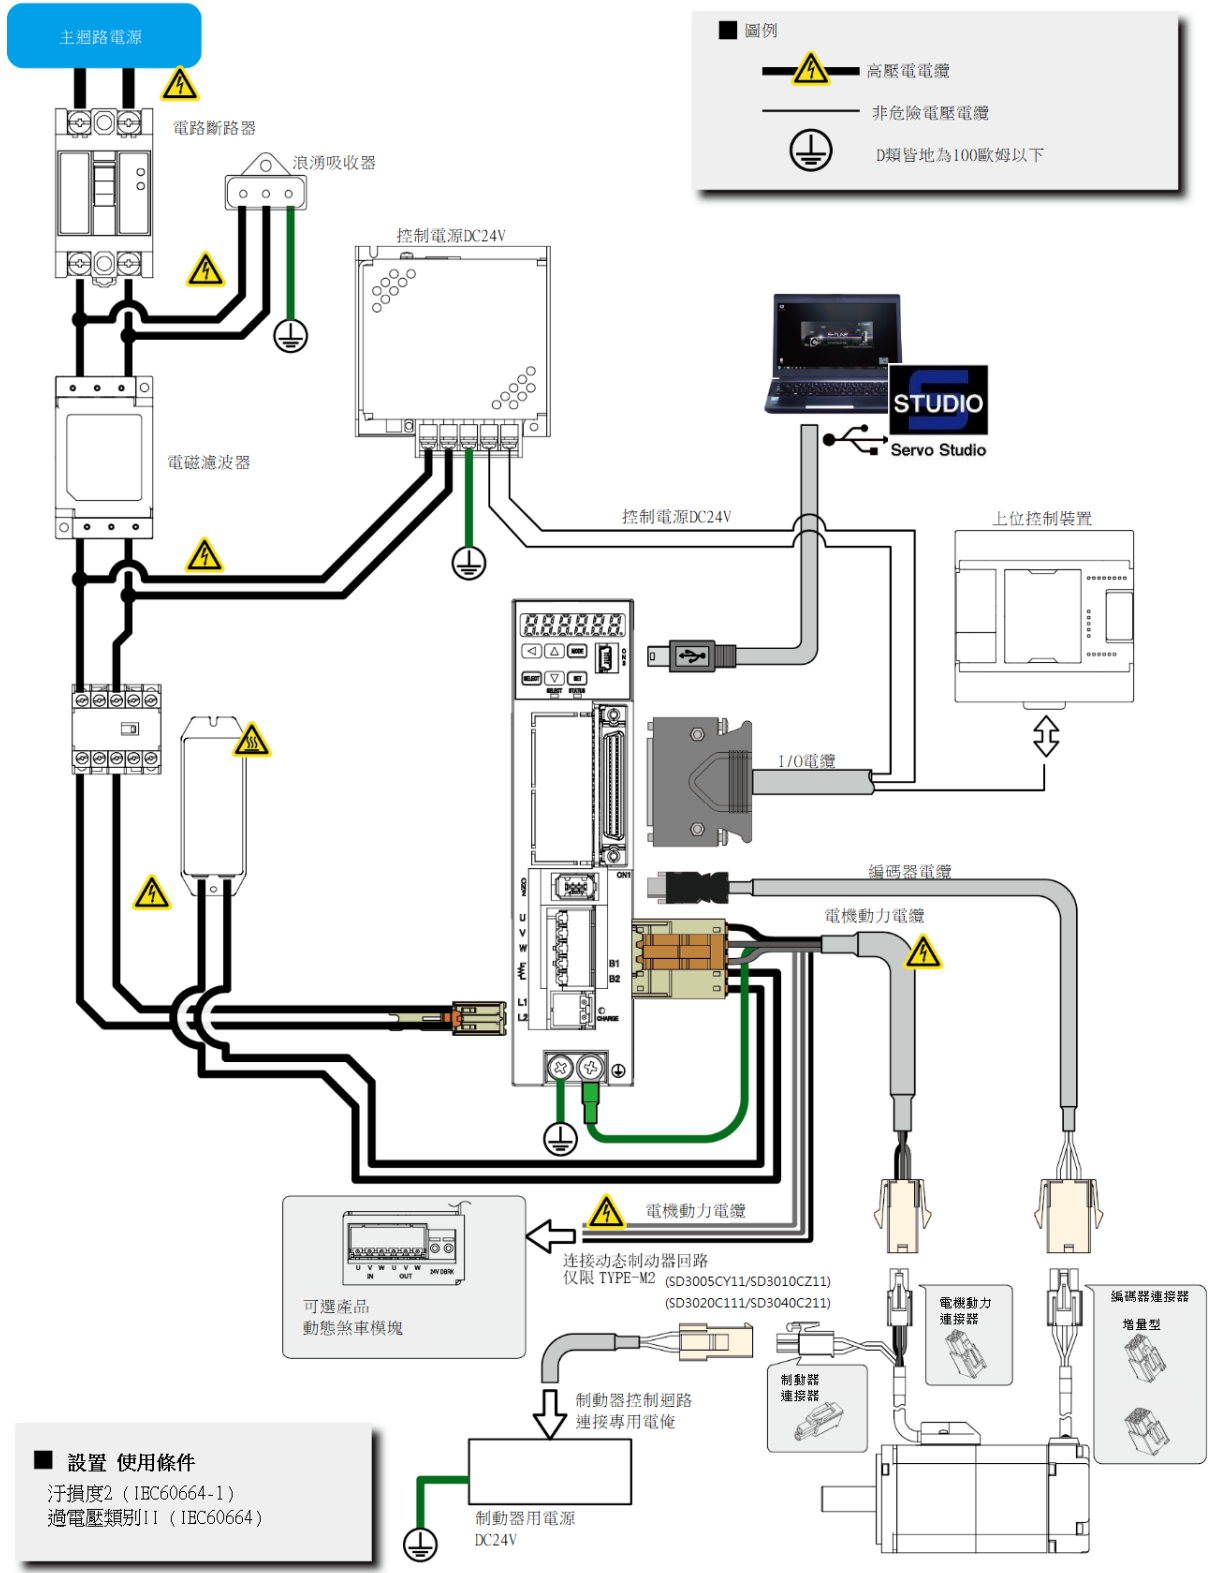 主迴路電源
■ 圖例
高壓電電纜
非危險電壓電纜
D類皆地為100歐姆以下
電路斷路器
浪湧吸收器
控制電源DC24V
STUDIO
Servo Studio
電磁濾波器
控制電源DC24V
上位控制裝置
MODE
SELECT
SET
SELECT
STATUS
I/O電纜
編碼器電纜
電機動力電纜
U
V
W
B1
B2
L1
L2
CHARGE
電機動力電纜
连接动态制动器回路
仅限 TYPE-M2 (SD3005CY11/SD3010CZ11)
(SD3020C111/SD3040C211)
U V W U V W
IN OUT
24V DBRK
可選產品
動態煞車模塊
電機動力
連接器
編碼器連接器
增量型
制動器
連接器
制動器控制迴路
連接專用電俺
制動器用電源
DC24V
■ 設置 使用條件
汙損度2 (IEC60664-1)
過電壓類別II (IEC60664)